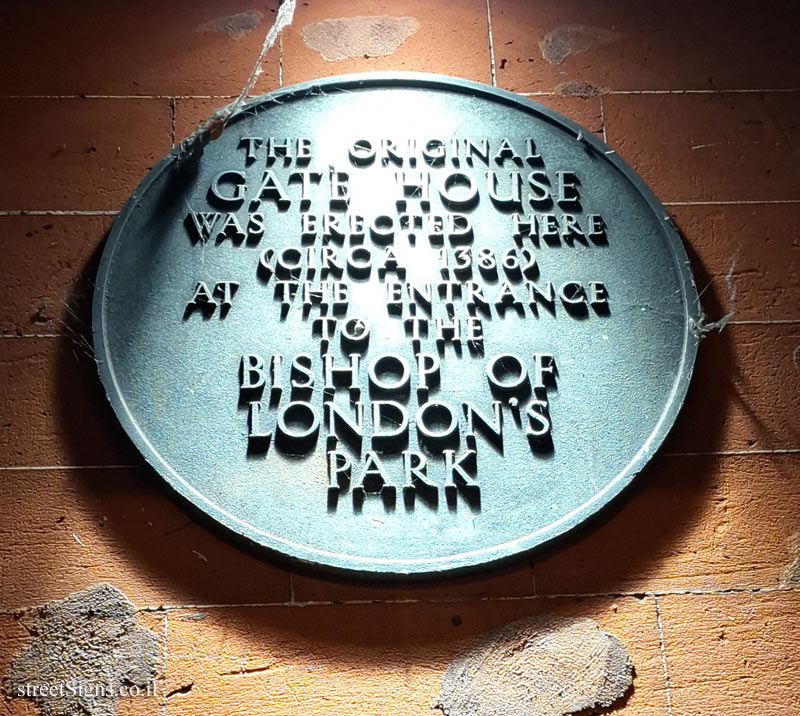 THE ORIGINAL
GATE HOUSE
WAS ERECTED HERE
(CIRCA 1386)
AT THE ENTRANCE
TO THE
BISHOP OF
LONDON'S
PARK
streetSigns.co.il